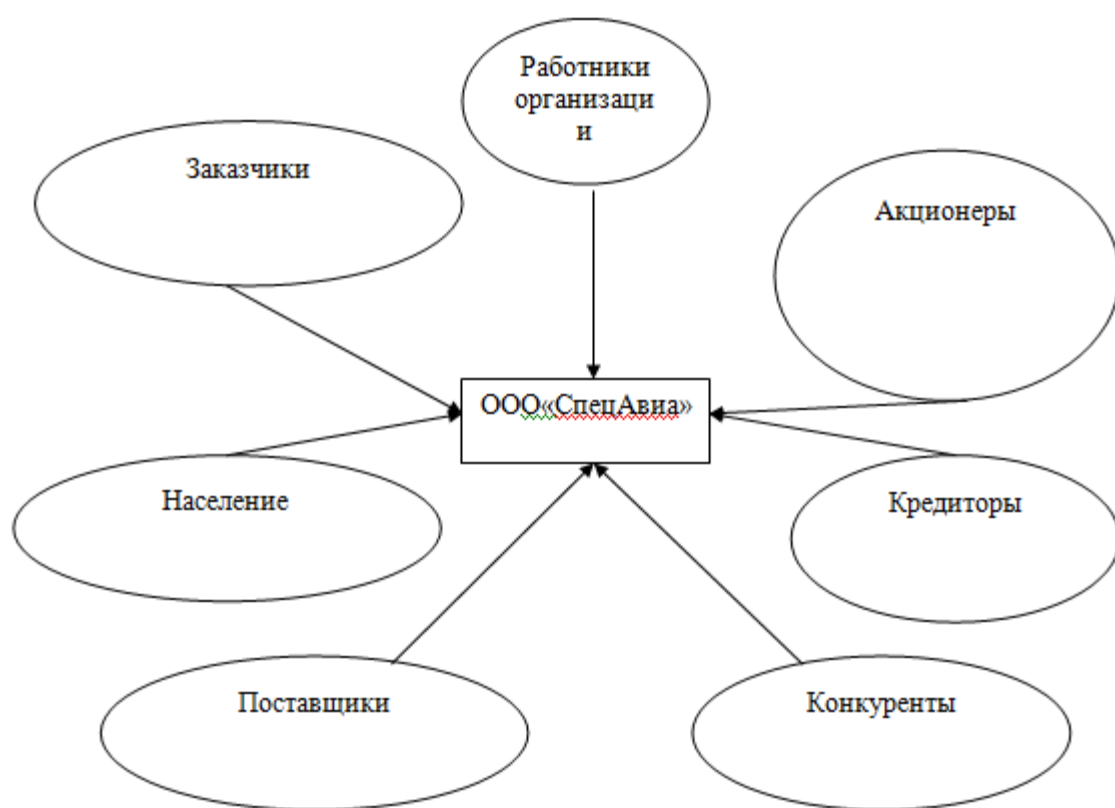 Работники
организаци
и
Заказчики
Акционеры
ООО«СпецАвиа»
Население
Кредиторы
Поставщики
Конкуренты